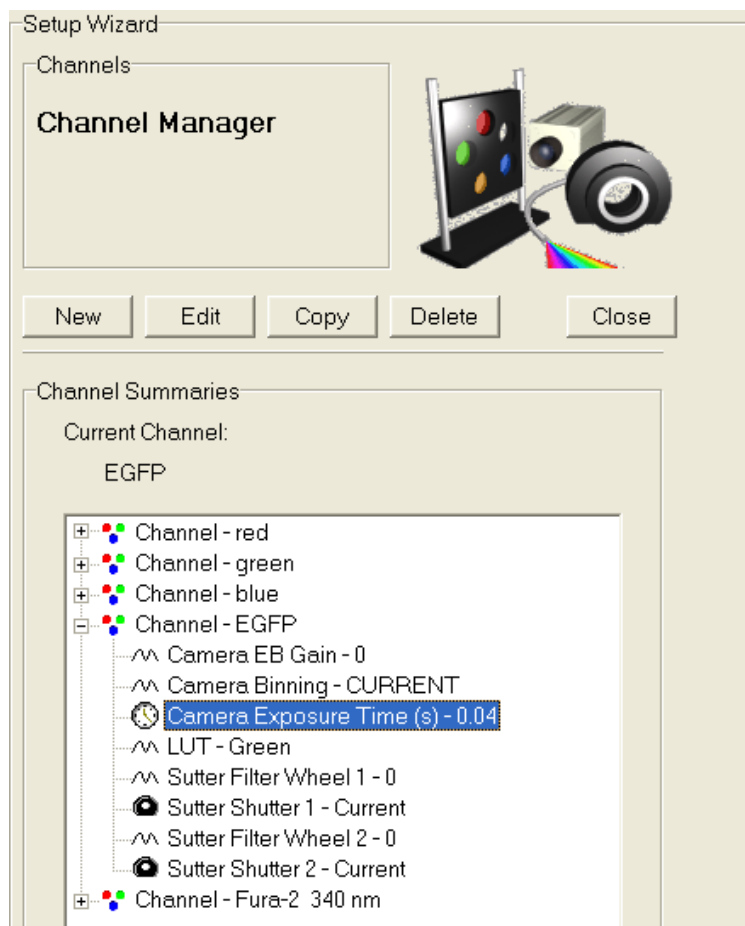 Setup Wizard
Channels
Channel Manager
New Edit Copy Delete Close
Channel Summaries
Current Channel:
EGFP
Channel - red
Channel - green
Channel - blue
Channel - EGFP
Camera EB Gain - 0
Camera Binning - CURRENT
Camera Exposure Time (s) - 0.04
LUT - Green
Sutter Filter Wheel 1 - 0
Sutter Shutter 1 - Current
Sutter Filter Wheel 2 - 0
Sutter Shutter 2 - Current
Channel - Fura-2 340 nm